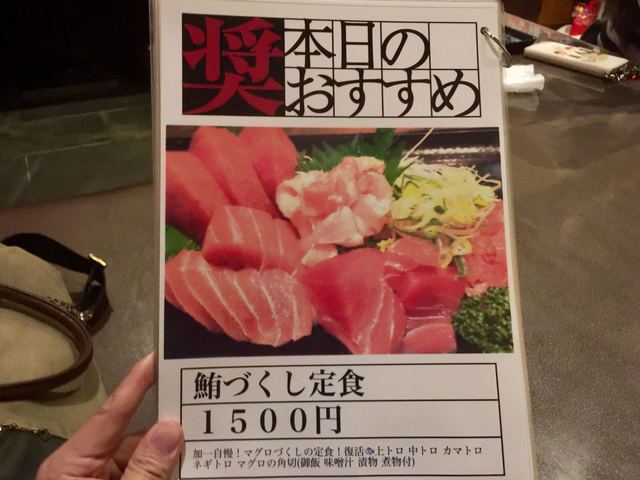 奨
本日の
おすすめ
鮪づくし定食
１５００円
加一自慢！マグロづくしの定食！復活🐟上トロ 中トロ カマトロ
ネギトロ マグロの角切(御飯 味噌汁 漬物 煮物付)